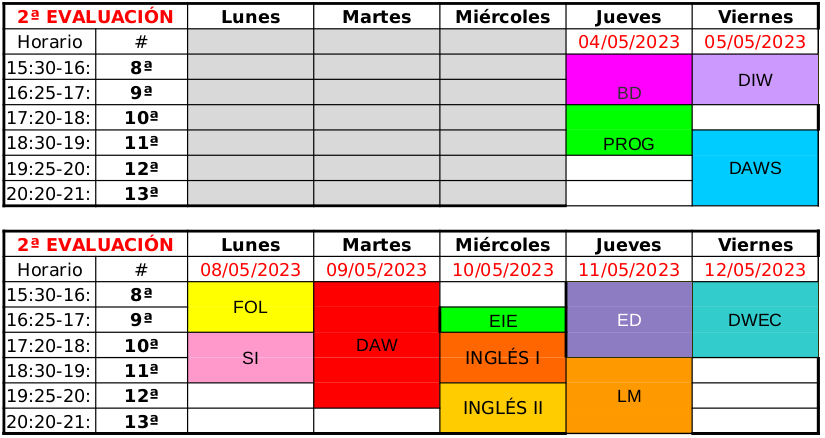 2ª EVALUACIÓN Lunes Martes Miércoles Jueves Viernes
Horario # 04/05/2023 05/05/2023
15:30-16: 8ª DIW
16:25-17: 9ª BD
17:20-18: 10ª
18:30-19: 11ª PROG
19:25-20: 12ª DAWS
20:20-21: 13ª
2ª EVALUACIÓN Lunes Martes Miércoles Jueves Viernes
Horario # 08/05/2023 09/05/2023 10/05/2023 11/05/2023 12/05/2023
15:30-16: 8ª FOL
16:25-17: 9ª EIE ED DWEC
17:20-18: 10ª SI DAW INGLÉS I
18:30-19: 11ª
19:25-20: 12ª INGLÉS II LM
20:20-21: 13ª